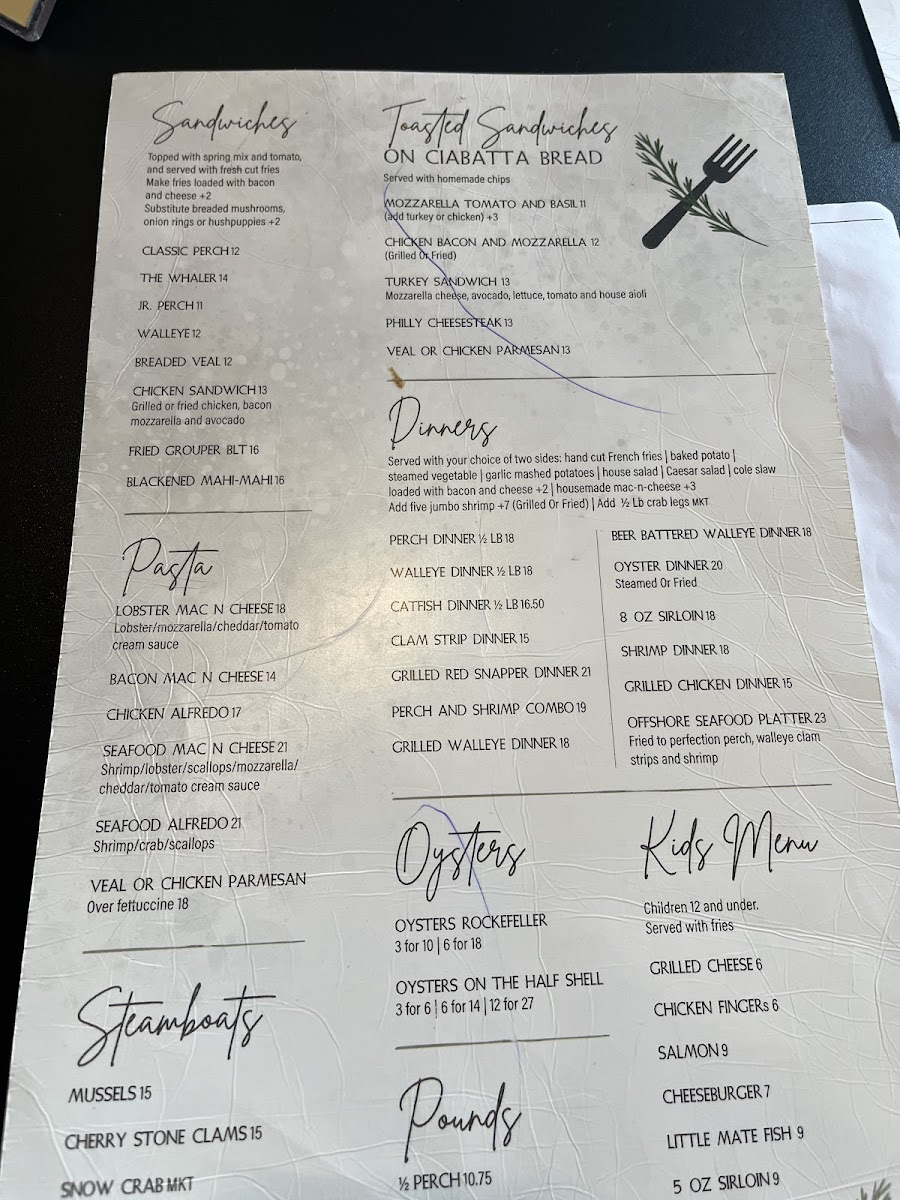 Sandwiches
Topped with spring mix and tomato,
and served with fresh cut fries
Make fries loaded with bacon
and cheese +2
Substitute breaded mushrooms,
onion rings or hushpuppies +2
CLASSIC PERCH 12
THE WHALER 14
JR. PERCH 11
WALLEYE 12
BREADED VEAL 12
CHICKEN SANDWICH 13
Grilled or fried chicken, bacon
mozzarella and avocado
FRIED GROUPER BLT 16
BLACKENED MAHI-MAHI 16
Pasta
LOBSTER MAC N CHEESE 18
Lobster/mozzarella/cheddar/tomato
cream sauce
BACON MAC N CHEESE 14
CHICKEN ALFREDO 17
SEAFOOD MAC N CHEESE 21
Shrimp/lobster/scallops/mozzarella/
cheddar/tomato cream sauce
SEAFOOD ALFREDO 21
Shrimp/crab/scallops
VEAL OR CHICKEN PARMESAN
Over fettuccine 18
Steamboats
MUSSELS 15
CHERRY STONE CLAMS 15
SNOW CRAB MKT
Toasted Sandwiches
ON CIABATTA BREAD
Served with homemade chips
MOZZARELLA TOMATO AND BASIL 11
(add turkey or chicken) +3
CHICKEN BACON AND MOZZARELLA 12
(Grilled Or Fried)
TURKEY SANDWICH 13
Mozzarella cheese, avocado, lettuce, tomato and house aioli
PHILLY CHEESESTEAK 13
VEAL OR CHICKEN PARMESAN 13
Dinners
Served with your choice of two sides: hand cut French fries | baked potato |
steamed vegetable | garlic mashed potatoes | house salad | Caesar salad | cole slaw
loaded with bacon and cheese +2 | housemade mac-n-cheese +3
Add five jumbo shrimp +7 (Grilled Or Fried) | Add ½ Lb crab legs MKT
PERCH DINNER ½ LB 18
WALLEYE DINNER ½ LB 18
CATFISH DINNER ½ LB 16.50
CLAM STRIP DINNER 15
GRILLED RED SNAPPER DINNER 21
PERCH AND SHRIMP COMBO 19
GRILLED WALLEYE DINNER 18
BEER BATTERED WALLEYE DINNER 18
OYSTER DINNER 20
Steamed Or Fried
8 OZ SIRLOIN 18
SHRIMP DINNER 18
GRILLED CHICKEN DINNER 15
OFFSHORE SEAFOOD PLATTER 23
Fried to perfection perch, walleye clam
strips and shrimp
Oysters
OYSTERS ROCKEFELLER
3 for 10 | 6 for 18
OYSTERS ON THE HALF SHELL
3 for 6 | 6 for 14 | 12 for 27
Pounds
½ PERCH 10.75
Kids Menu
Children 12 and under.
Served with fries
GRILLED CHEESE 6
CHICKEN FINGERs 6
SALMON 9
CHEESEBURGER 7
LITTLE MATE FISH 9
5 OZ SIRLOIN 9